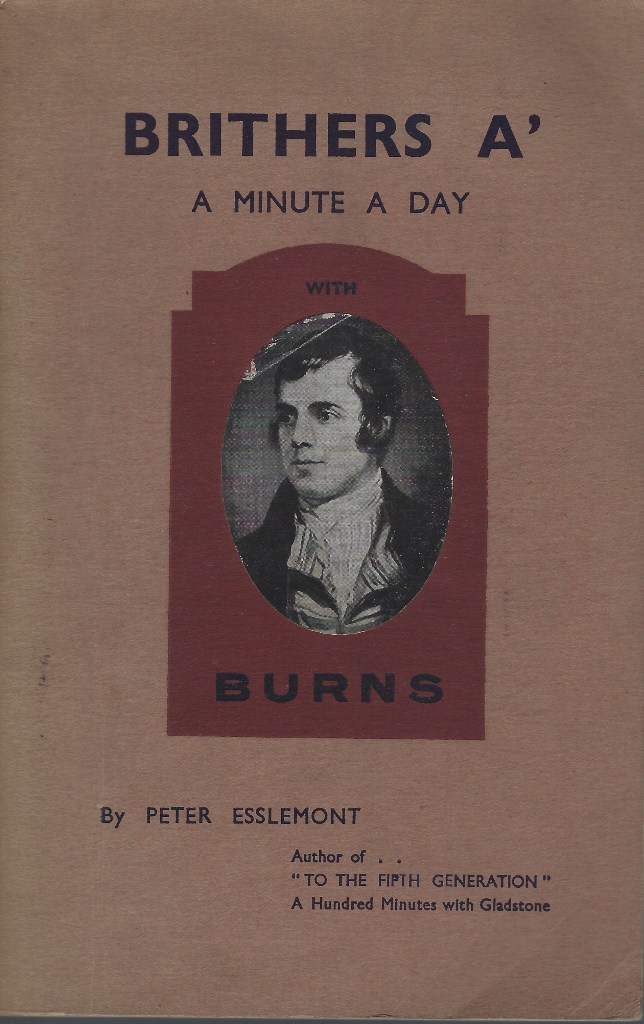 BRITHERS A'
A MINUTE A DAY
WITH
BURNS
By PETER ESSLEMONT
Author of . .
"TO THE FIFTH GENERATION"
A Hundred Minutes with Gladstone